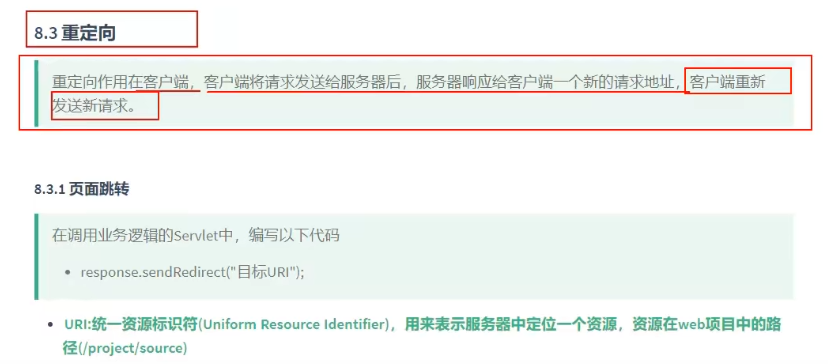 8.3 重定向
重定向作用在客户端，客户端将请求发送给服务器后，服务器响应给客户端一个新的请求地址，客户端重新
发送新请求。
8.3.1 页面跳转
在调用业务逻辑的Servlet中，编写以下代码
• response.sendRedirect("目标URI");
• URI:统一资源标识符(Uniform Resource Identifier)，用来表示服务器中定位一个资源，资源在web项目中的路
径(/project/source)